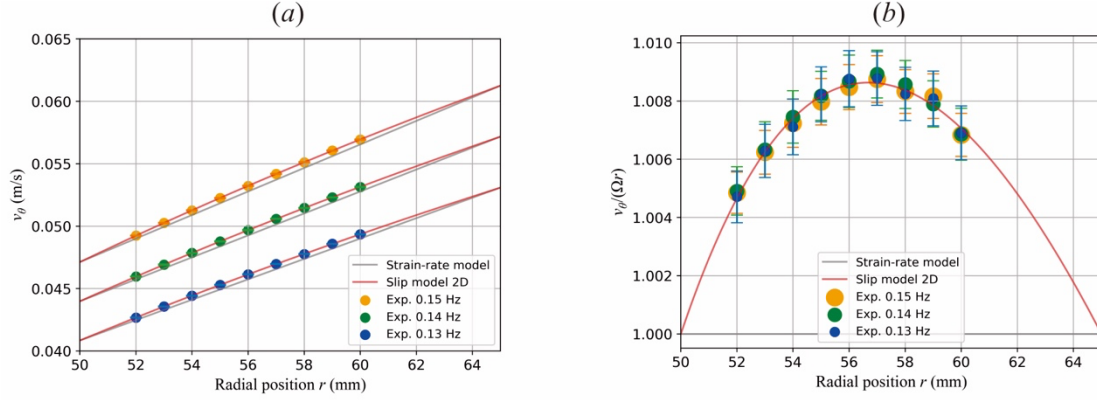 (a)
0.065
0.060
0.055
0.050
0.045
0.040
vθ (m/s)
50 52 54 56 58 60 62 64
Radial position r (mm)
Strain-rate model
Slip model 2D
Exp. 0.15 Hz
Exp. 0.14 Hz
Exp. 0.13 Hz
(b)
1.010
1.008
1.006
1.004
1.002
1.000
vθ/(Ωr)
50 52 54 56 58 60 62 64
Radial position r (mm)
Strain-rate model
Slip model 2D
Exp. 0.15 Hz
Exp. 0.14 Hz
Exp. 0.13 Hz